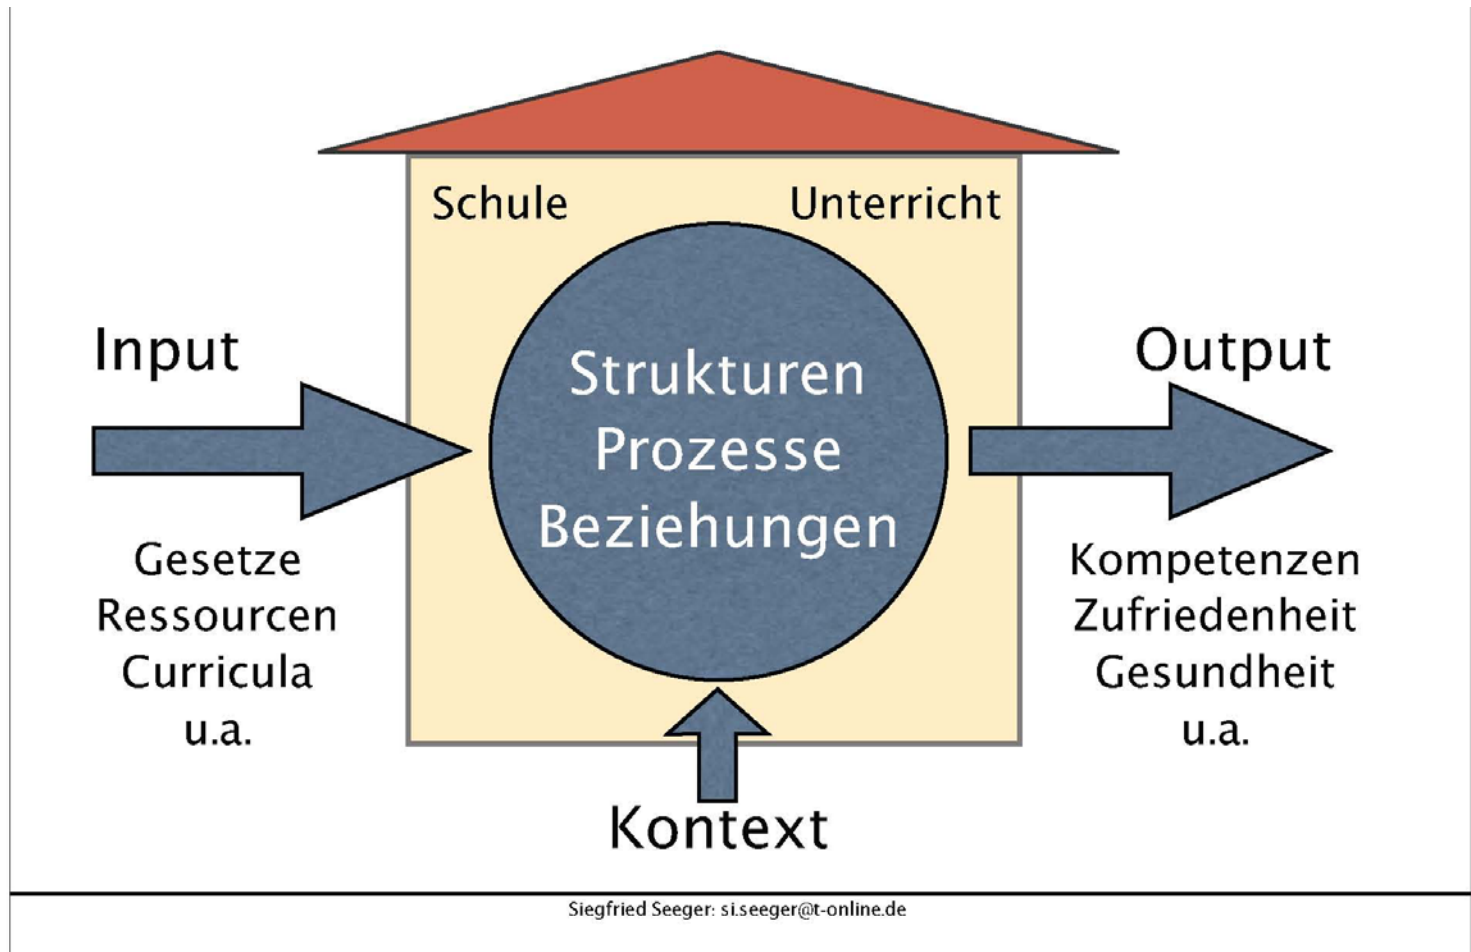 Schule
Unterricht
Input
Output
Strukturen
Prozesse
Beziehungen
Gesetze
Ressourcen
Curricula
u.a.
Kompetenzen
Zufriedenheit
Gesundheit
u.a.
Kontext
Siegfried Seeger: si.seeger@t-online.de